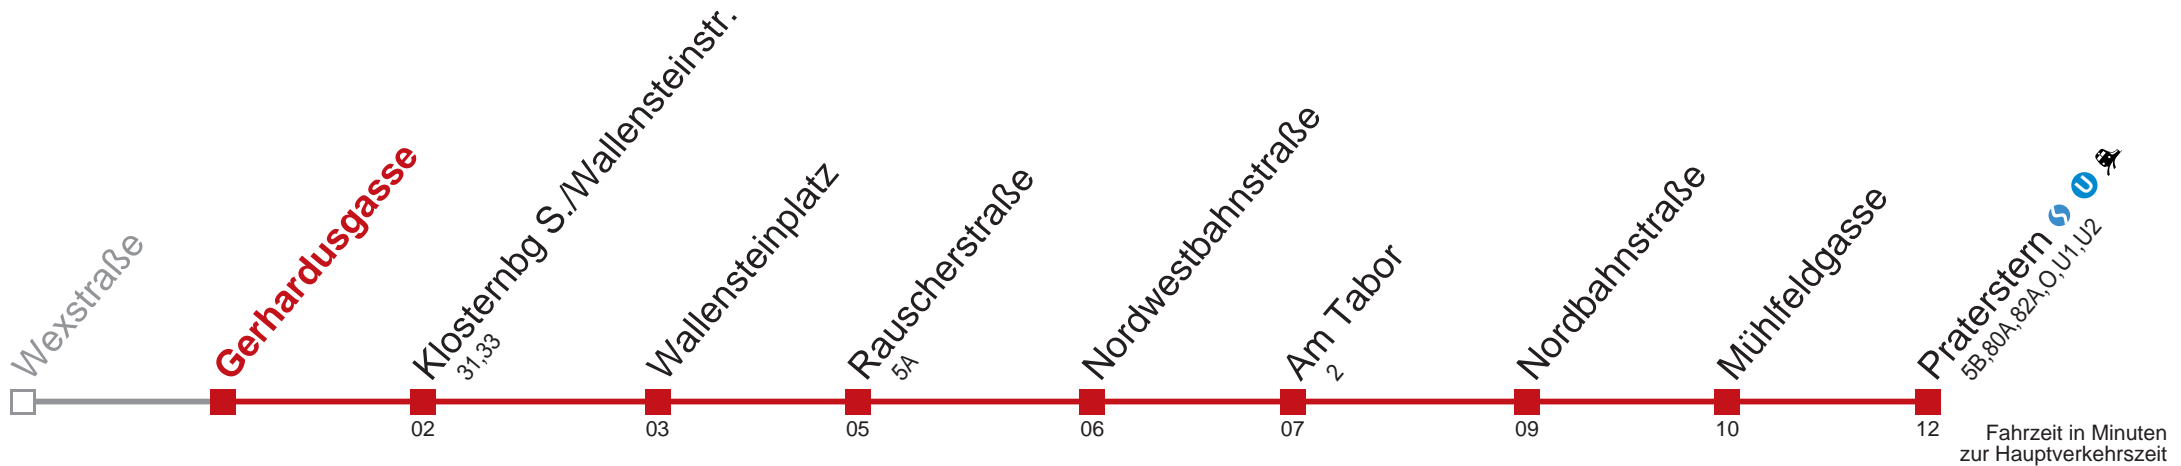 Wexstraße
Gerhardusgasse
Klosternbg S./Wallensteinstr.
31,33
Wallensteinplatz
Rauscherstraße
5A
Nordwestbahnstraße
Am Tabor
2
Nordbahnstraße
Mühlfeldgasse
Praterstern S U
5B,80A,82A,O,U1,U2
02
03
05
06
07
09
10
12
Fahrzeit in Minuten
zur Hauptverkehrszeit